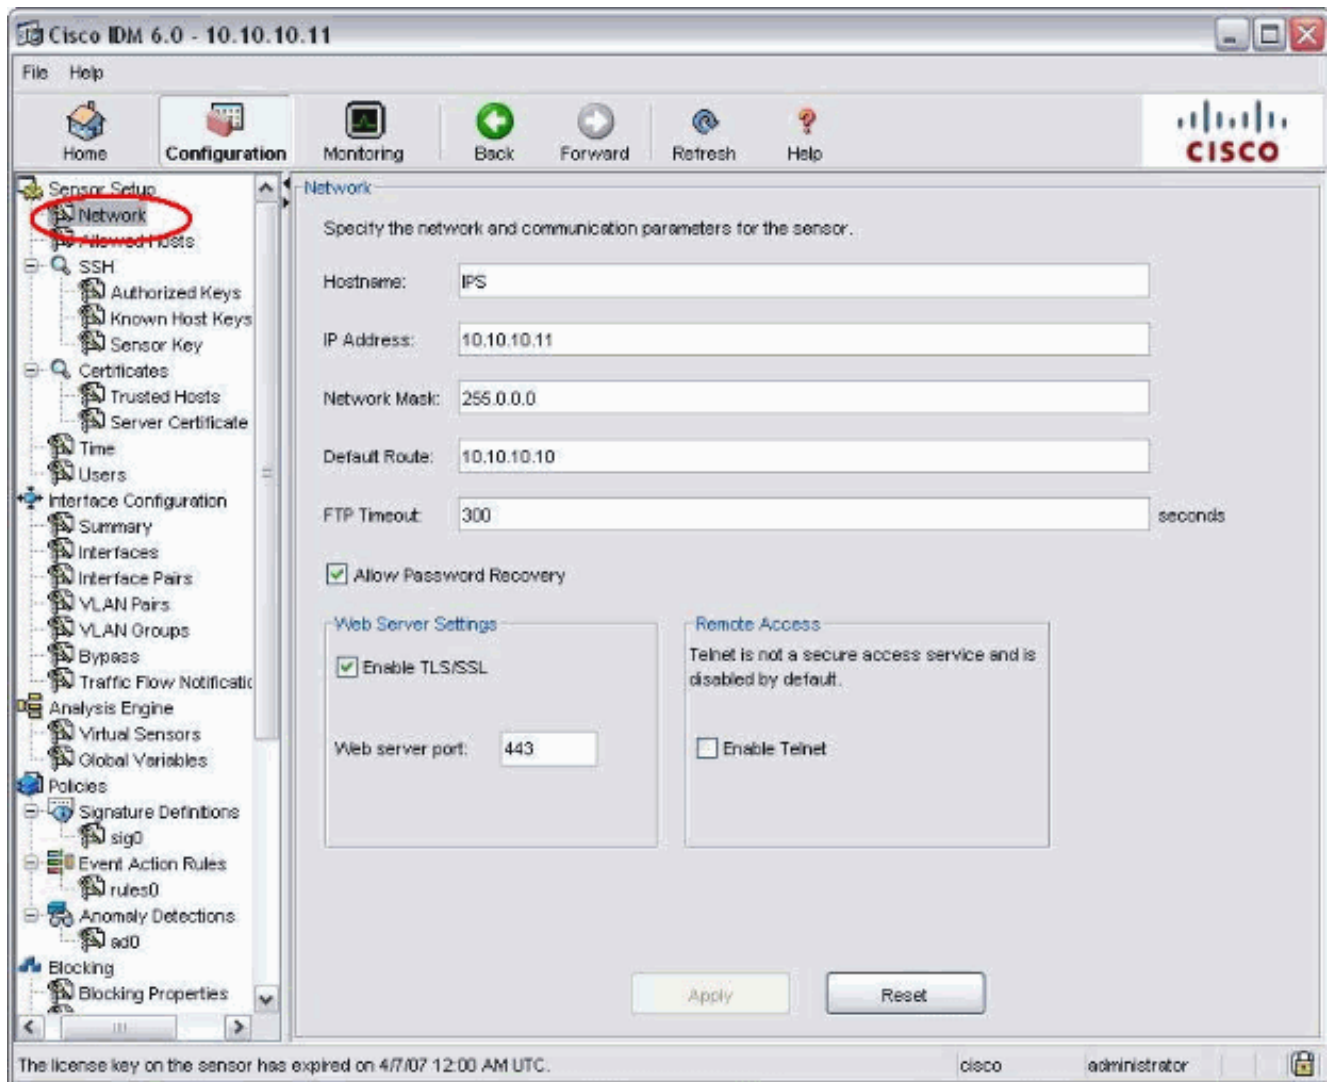 Cisco IDM 6.0 - 10.10.10.11
File Help
Home Configuration Monitoring Back Forward Refresh Help
CISCO
Sensor Setup
Network
Allowed Hosts
SSH
Authorized Keys
Known Host Keys
Sensor Key
Certificates
Trusted Hosts
Server Certificate
Time
Users
Interface Configuration
Summary
Interfaces
Interface Pairs
VLAN Pairs
VLAN Groups
Bypass
Traffic Flow Notificatic
Analysis Engine
Virtual Sensors
Global Variables
Policies
Signature Definitions
sig0
Event Action Rules
rules0
Anomaly Detections
ad0
Blocking
Blocking Properties
Network
Specify the network and communication parameters for the sensor.
Hostname: IPS
IP Address: 10.10.10.11
Network Mask: 255.0.0.0
Default Route: 10.10.10.10
FTP Timeout: 300 seconds
Allow Password Recovery
Web Server Settings
Enable TLS/SSL
Web server port: 443
Remote Access
Telnet is not a secure access service and is
disabled by default.
Enable Telnet
Apply Reset
The license key on the sensor has expired on 4/7/07 12:00 AM UTC. cisco administrator